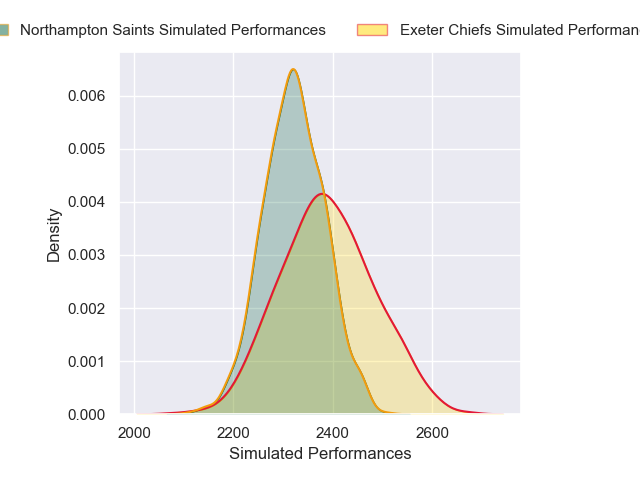 Northampton Saints Simulated Performances
Exeter Chiefs Simulated
0.006
0.005
0.004
0.003
0.002
0.001
0.000
Density
2000 2200 2400 2600
Simulated Performances